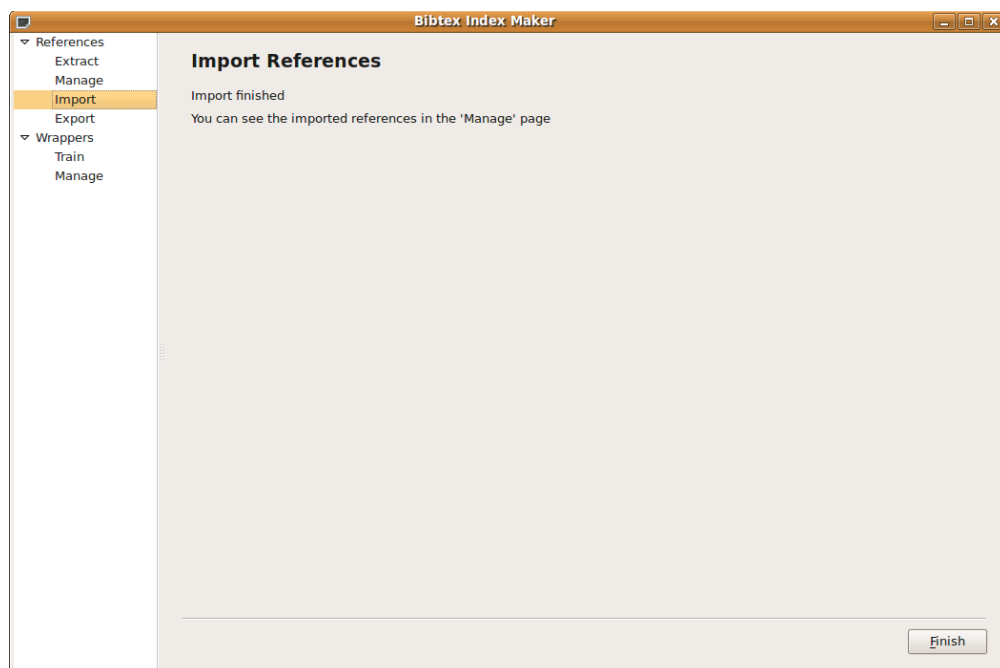 Bibtex Index Maker
References
Extract
Manage
Import
Export
Wrappers
Train
Manage
Import References
Import finished
You can see the imported references in the 'Manage' page
Finish